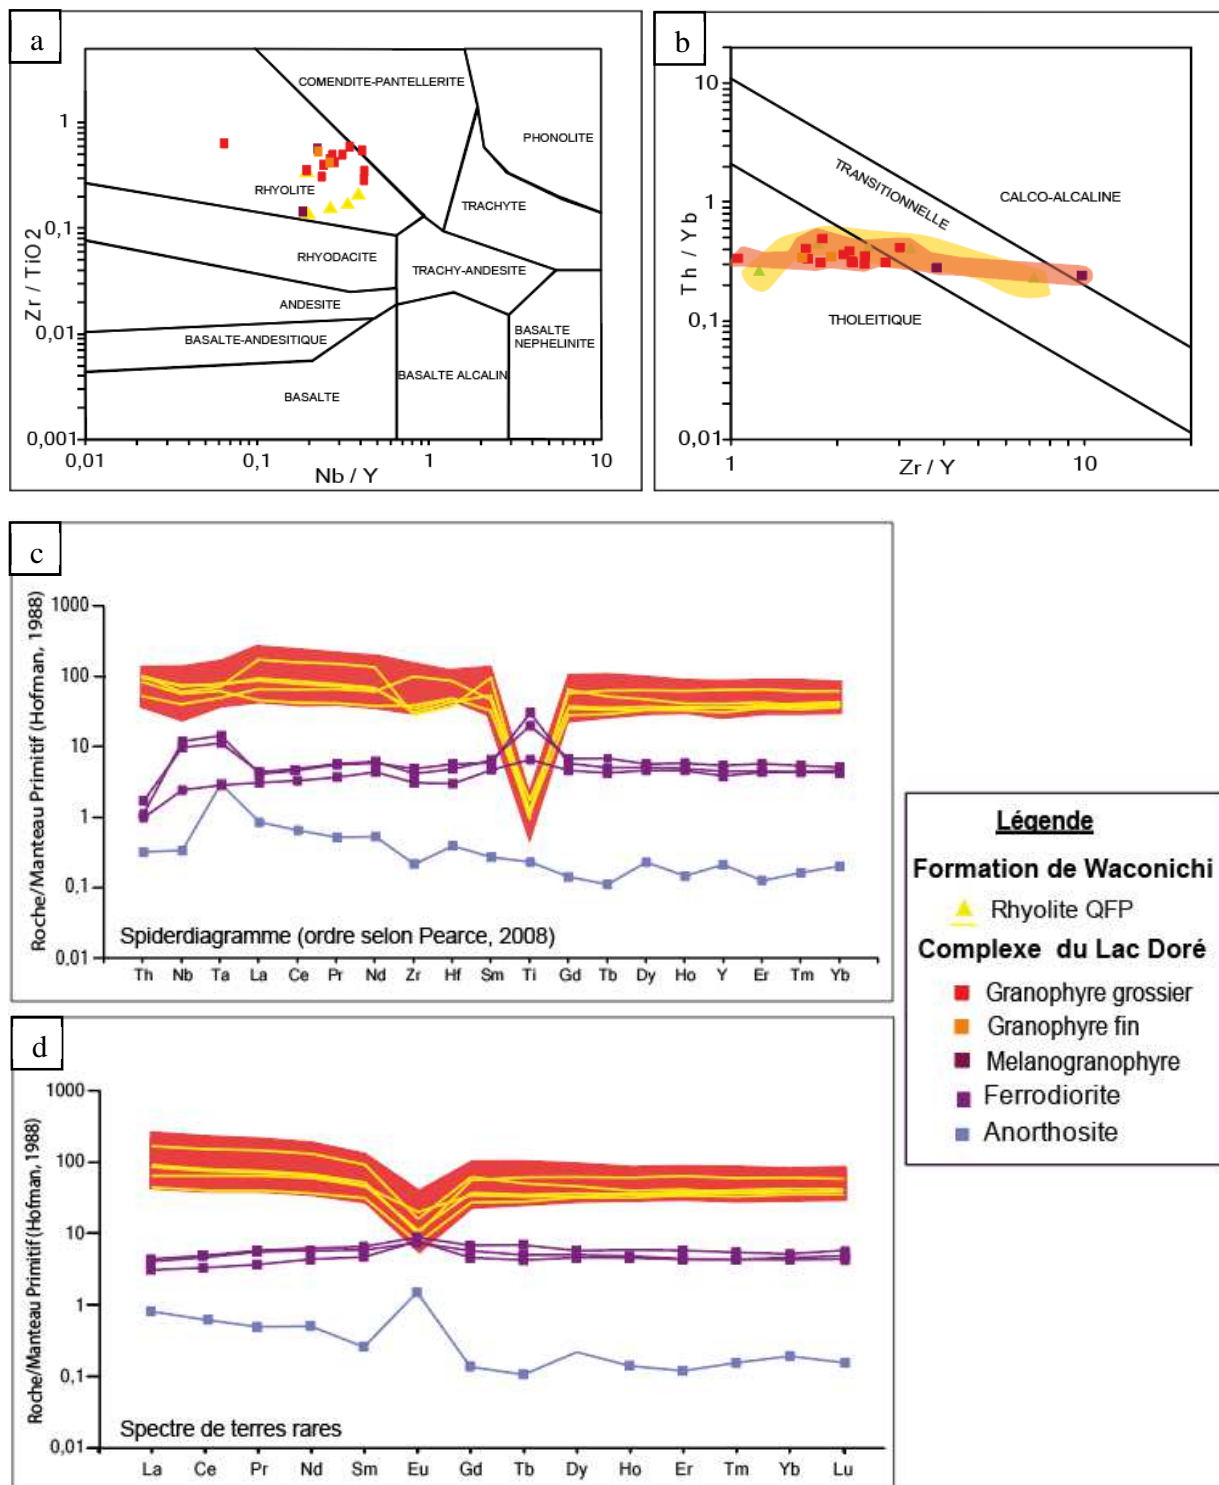 a
COMENDITE-PANTELLERITE
PHONOLITE
RHYOLITE
TRACHYTE
RHYODACITE
TRACHY-ANDESITE
ANDESITE
BASALTE-ANDESITIQUE
BASALTE
NEPHELINITE
BASALTE ALCALIN
BASALTE
Zr / TiO2
1
0,1
0,01
0,001
0,01
0,1
1
10
Nb / Y
b
TRANSITIONNELLE
CALCO-ALCALINE
THOLEITIQUE
Th / Yb
10
1
0,1
0,01
1
10
Zr / Y
c
Roche/Manteau Primitif (Hofman, 1988)
1000
100
10
1
0,1
0.01
Spiderdiagramme (ordre selon Pearce, 2008)
Th Nb Ta La Ce Pr Nd Zr Hf Sm Ti Gd Tb Dy Ho Y Er Tm Yb
d
Roche/Manteau Primitif (Hofman, 1988)
1000
100
10
1
0,1
0,01
Spectre de terres rares
La Ce Pr Nd Sm Eu Gd Tb Dy Ho Er Tm Yb Lu
Légende
Formation de Waconichi
Rhyolite QFP
Complexe du Lac Doré
Granophyre grossier
Granophyre fin
Melanogranophyre
Ferrodiorite
Anorthosite